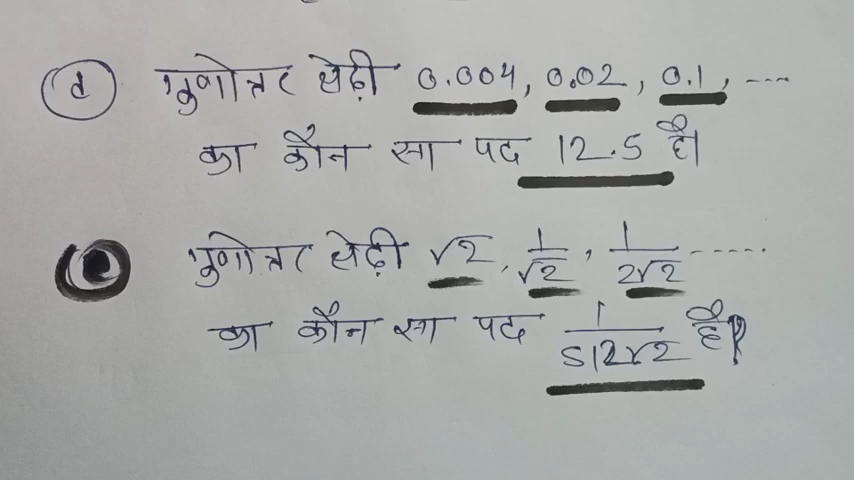 (d) गुणोत्तर श्रेढ़ी 0.004, 0.02, 0.1, ----
का कौन सा पद 12.5 है।
(e) गुणोत्तर श्रेढ़ी √2, 1/√2, 1/2√2 -----
का कौन सा पद 1/512√2 है?